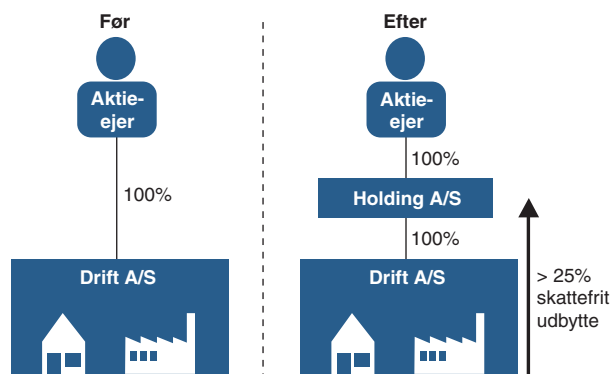 Før
Aktie-
ejer
100%
Drift A/S
Efter
Aktie-
ejer
100%
Holding A/S
100%
Drift A/S
> 25%
skattefrit
udbytte